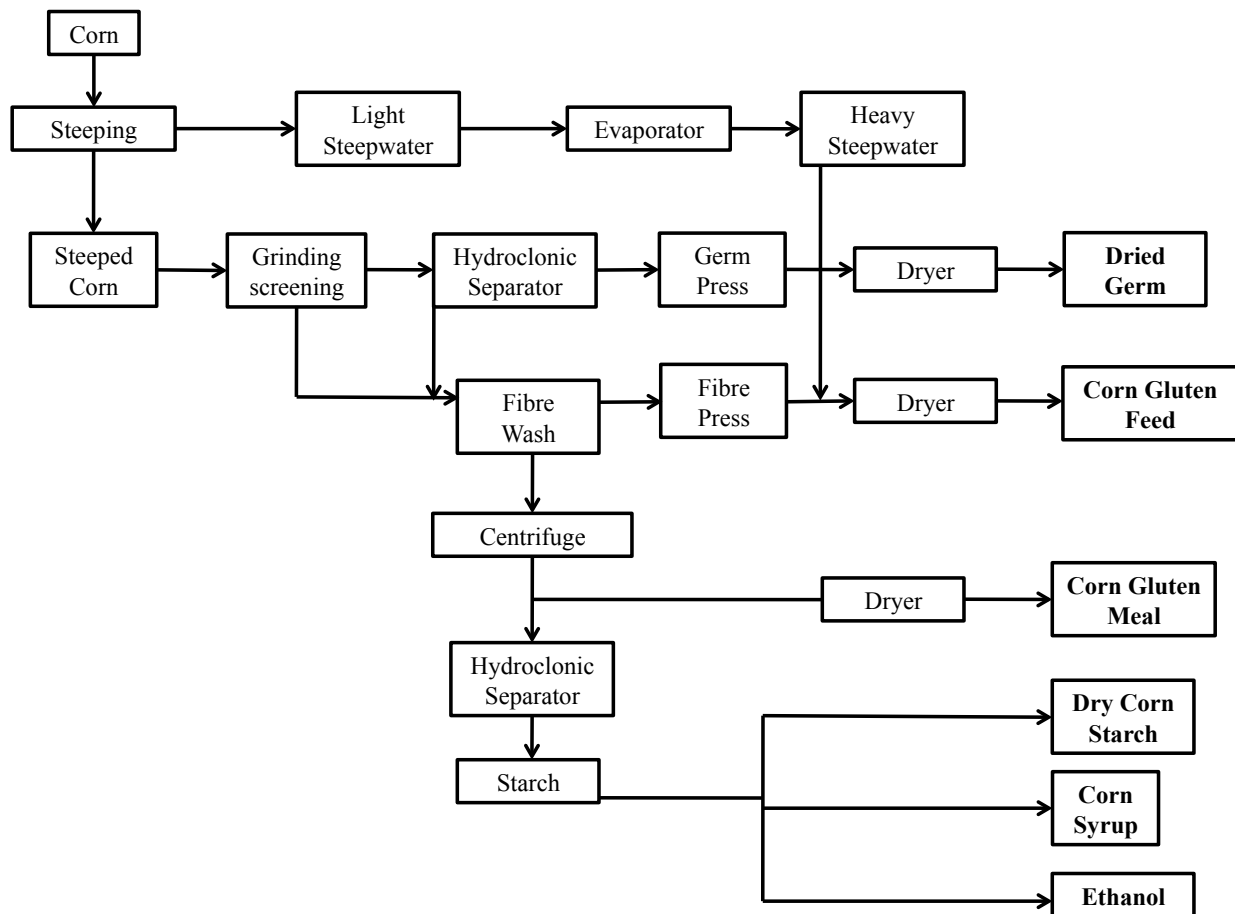 Corn
Steeping
Light
Steepwater
Evaporator
Heavy
Steepwater
Steeped
Corn
Grinding
screening
Hydroclonic
Separator
Germ
Press
Dryer
Dried
Germ
Fibre
Wash
Fibre
Press
Dryer
Corn Gluten
Feed
Centrifuge
Dryer
Corn Gluten
Meal
Hydroclonic
Separator
Dry Corn
Starch
Starch
Corn
Syrup
Ethanol